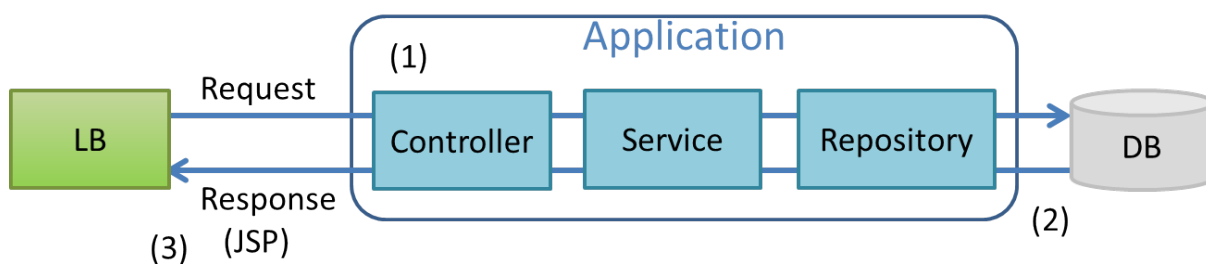 Application
(1)
Request
LB
Controller
Service
Repository
DB
Response
(JSP)
(2)
(3)